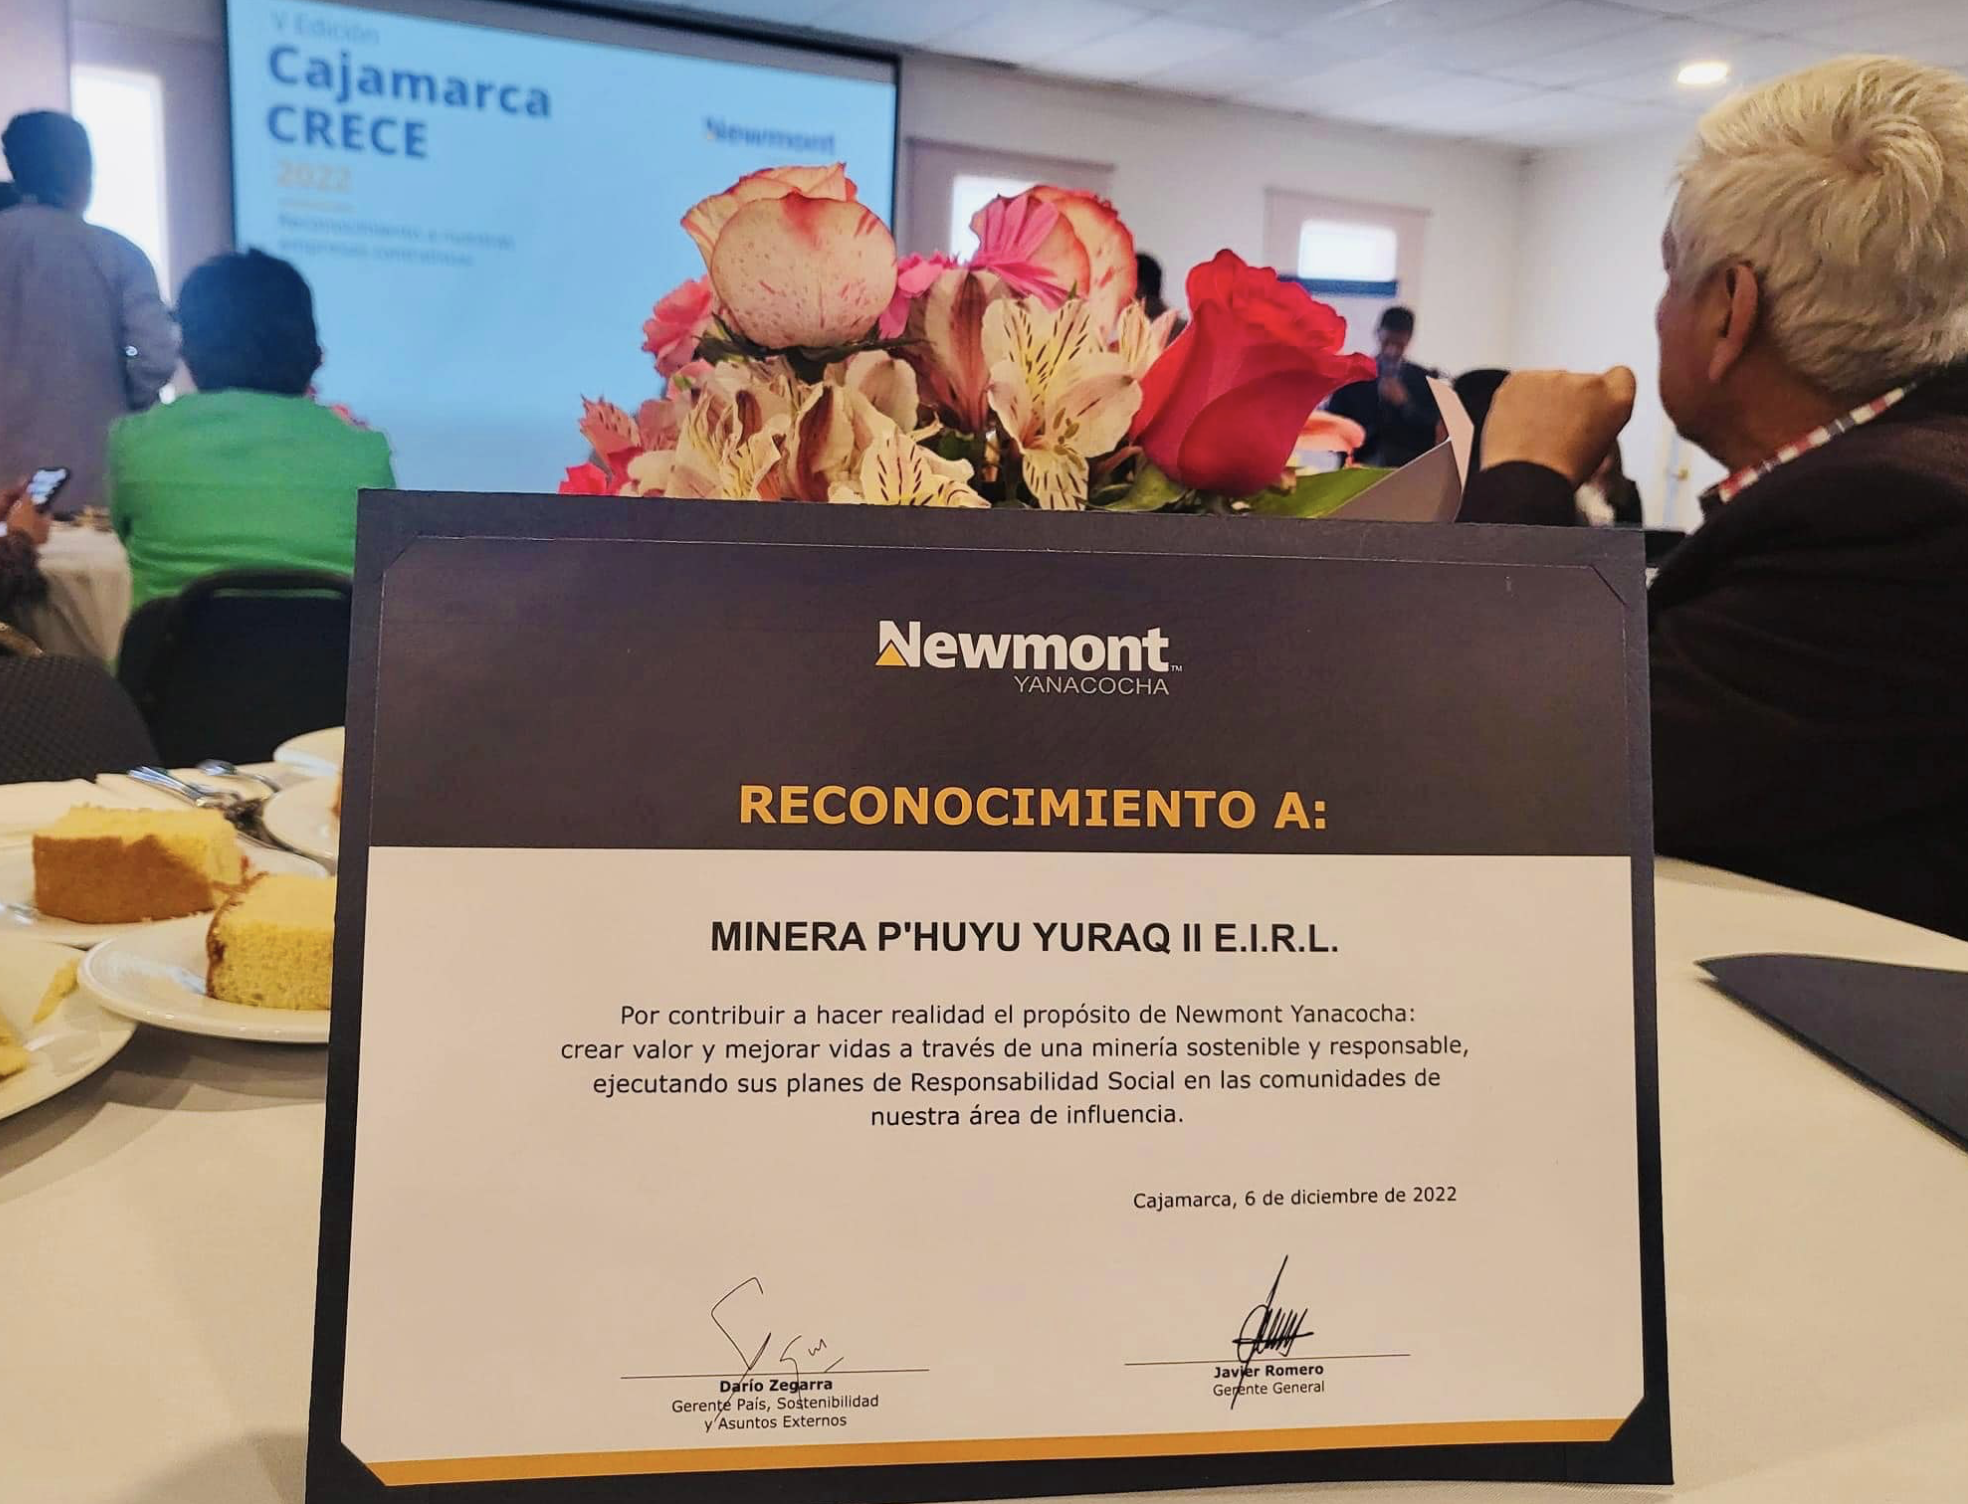 V Edición
Cajamarca
CRECE
2022
Reconocimiento a nuestras
empresas contratistas
Newmont
Newmont™
YANACOCHA
RECONOCIMIENTO A:
MINERA P'HUYU YURAQ II E.I.R.L.
Por contribuir a hacer realidad el propósito de Newmont Yanacocha:
crear valor y mejorar vidas a través de una minería sostenible y responsable,
ejecutando sus planes de Responsabilidad Social en las comunidades de
nuestra área de influencia.
Cajamarca, 6 de diciembre de 2022
Darío Zegarra
Gerente País, Sostenibilidad
y Asuntos Externos
Javier Romero
Gerente General